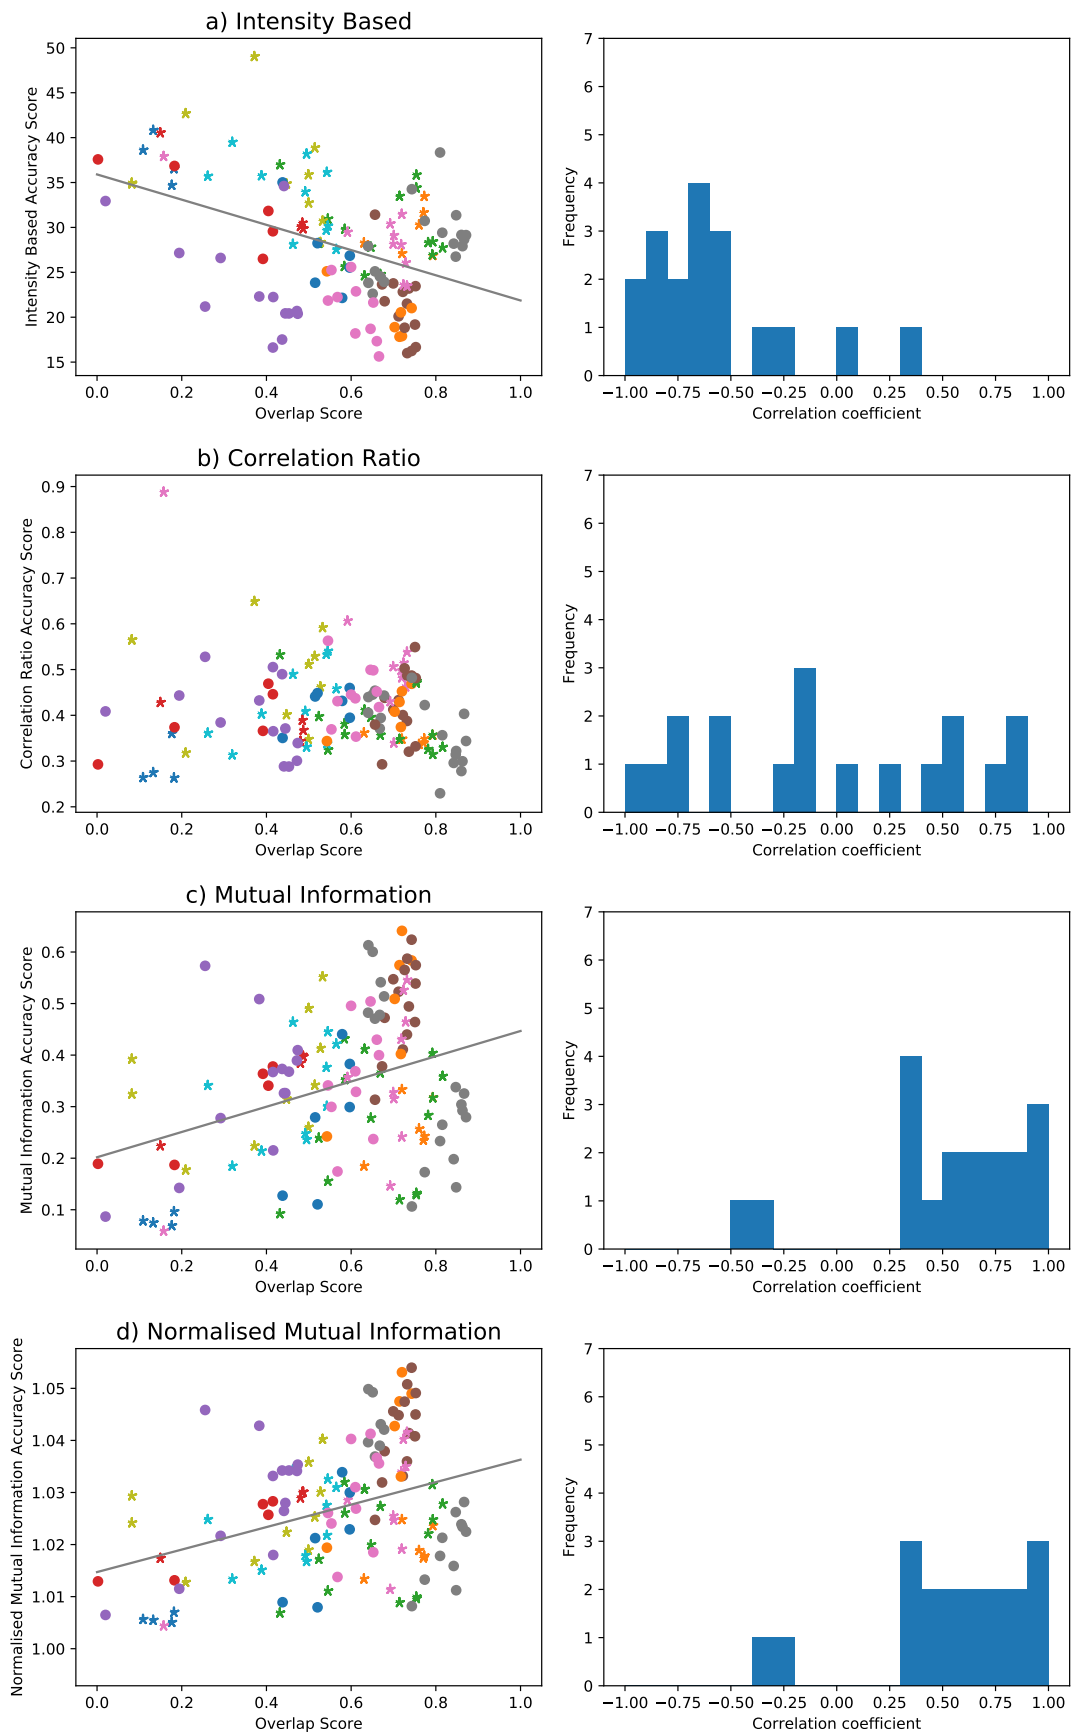 a) Intensity Based
50
45
40
35
30
25
20
15
Intensity Based Accuracy Score
0.0 0.2 0.4 0.6 0.8 1.0
Overlap Score
7
6
5
4
3
2
1
0
Frequency
−1.00 −0.75 −0.50 −0.25 0.00 0.25 0.50 0.75 1.00
Correlation coefficient
b) Correlation Ratio
0.9
0.8
0.7
0.6
0.5
0.4
0.3
0.2
Correlation Ratio Accuracy Score
0.0 0.2 0.4 0.6 0.8 1.0
Overlap Score
7
6
5
4
3
2
1
0
Frequency
−1.00 −0.75 −0.50 −0.25 0.00 0.25 0.50 0.75 1.00
Correlation coefficient
c) Mutual Information
0.6
0.5
0.4
0.3
0.2
0.1
Mutual Information Accuracy Score
0.0 0.2 0.4 0.6 0.8 1.0
Overlap Score
7
6
5
4
3
2
1
0
Frequency
−1.00 −0.75 −0.50 −0.25 0.00 0.25 0.50 0.75 1.00
Correlation coefficient
d) Normalised Mutual Information
1.05
1.04
1.03
1.02
1.01
1.00
Normalised Mutual Information Accuracy Score
0.0 0.2 0.4 0.6 0.8 1.0
Overlap Score
7
6
5
4
3
2
1
0
Frequency
−1.00 −0.75 −0.50 −0.25 0.00 0.25 0.50 0.75 1.00
Correlation coefficient